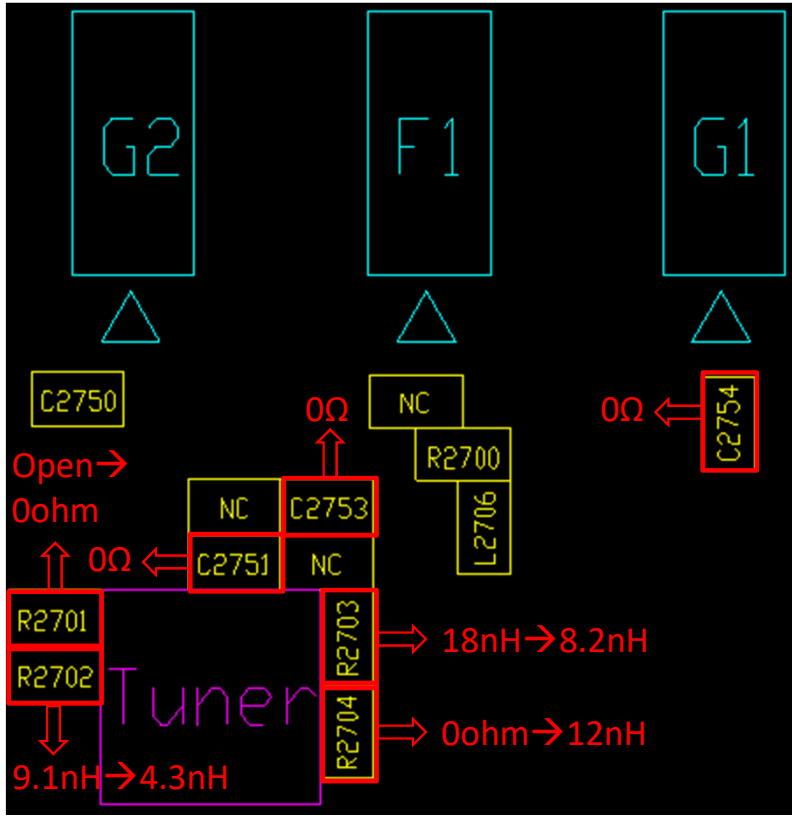 G2
F1
G1
C2750
0Ω
NC
0Ω
C2754
R2700
Open→
0ohm
NC
C2753
L2706
0Ω
C2751
NC
R2701
R2702
Tuner
R2703
18nH→8.2nH
R2704
0ohm→12nH
9.1nH→4.3nH